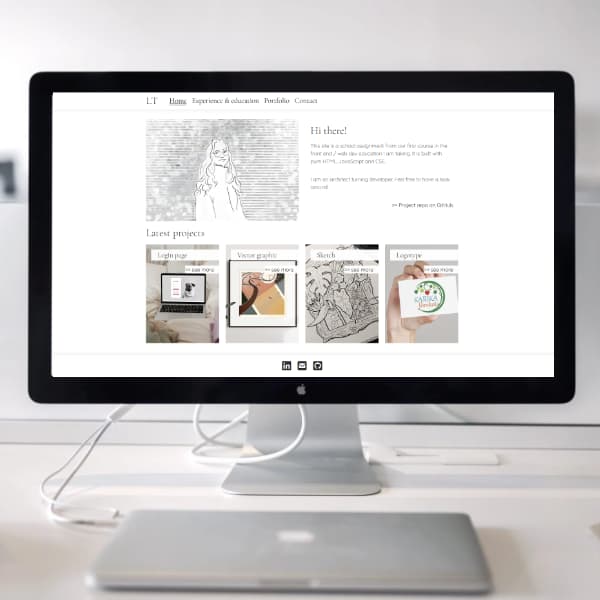 LT Home Experience & education Portfolio Contact
Hi there!
This site is a school assignment from our first course in the
front end / web dev education I am taking. It is built with
pure HTML, JavaScript and CSS.
I am an architect turning developer. Feel free to have a look
around!
>> Project repo on GitHub
Latest projects
Login page Vector graphic Sketch Logotype
>> see more >> see more >> see more >> see more
KARIKA